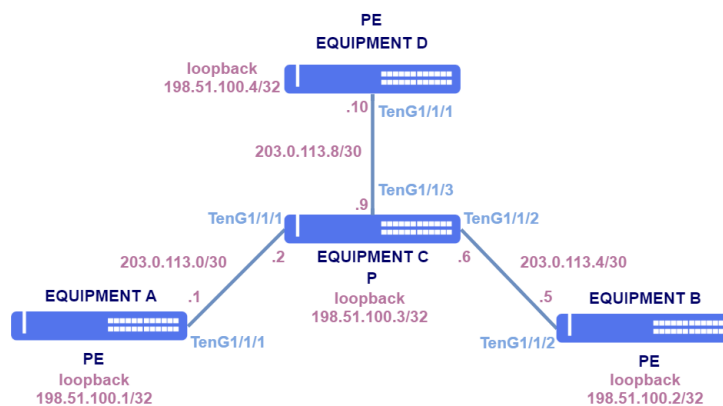 PE
EQUIPMENT D
loopback
198.51.100.4/32
.10
TenG1/1/1
203.0.113.8/30
TenG1/1/3
.9
TenG1/1/1
TenG1/1/2
.2
EQUIPMENT C
.6
P
203.0.113.0/30
203.0.113.4/30
loopback
198.51.100.3/32
EQUIPMENT A
.1
.5
EQUIPMENT B
TenG1/1/1
TenG1/1/2
PE
loopback
198.51.100.1/32
PE
loopback
198.51.100.2/32